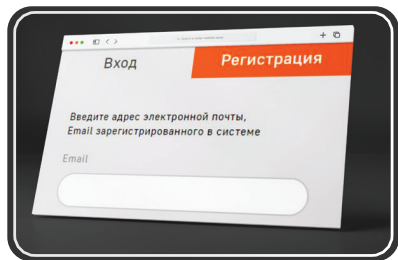 Вход
Регистрация
Введите адрес электронной почты,
Email зарегистрированного в системе
Email